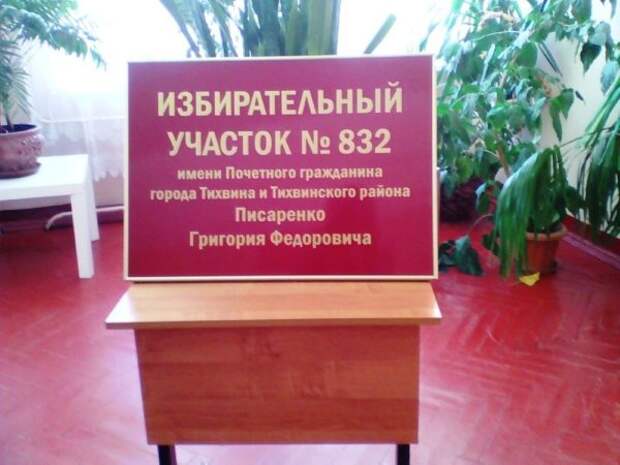 ИЗБИРАТЕЛЬНЫЙ
УЧАСТОК № 832
имени Почетного гражданина
города Тихвина и Тихвинского района
Писаренко
Григория Федоровича